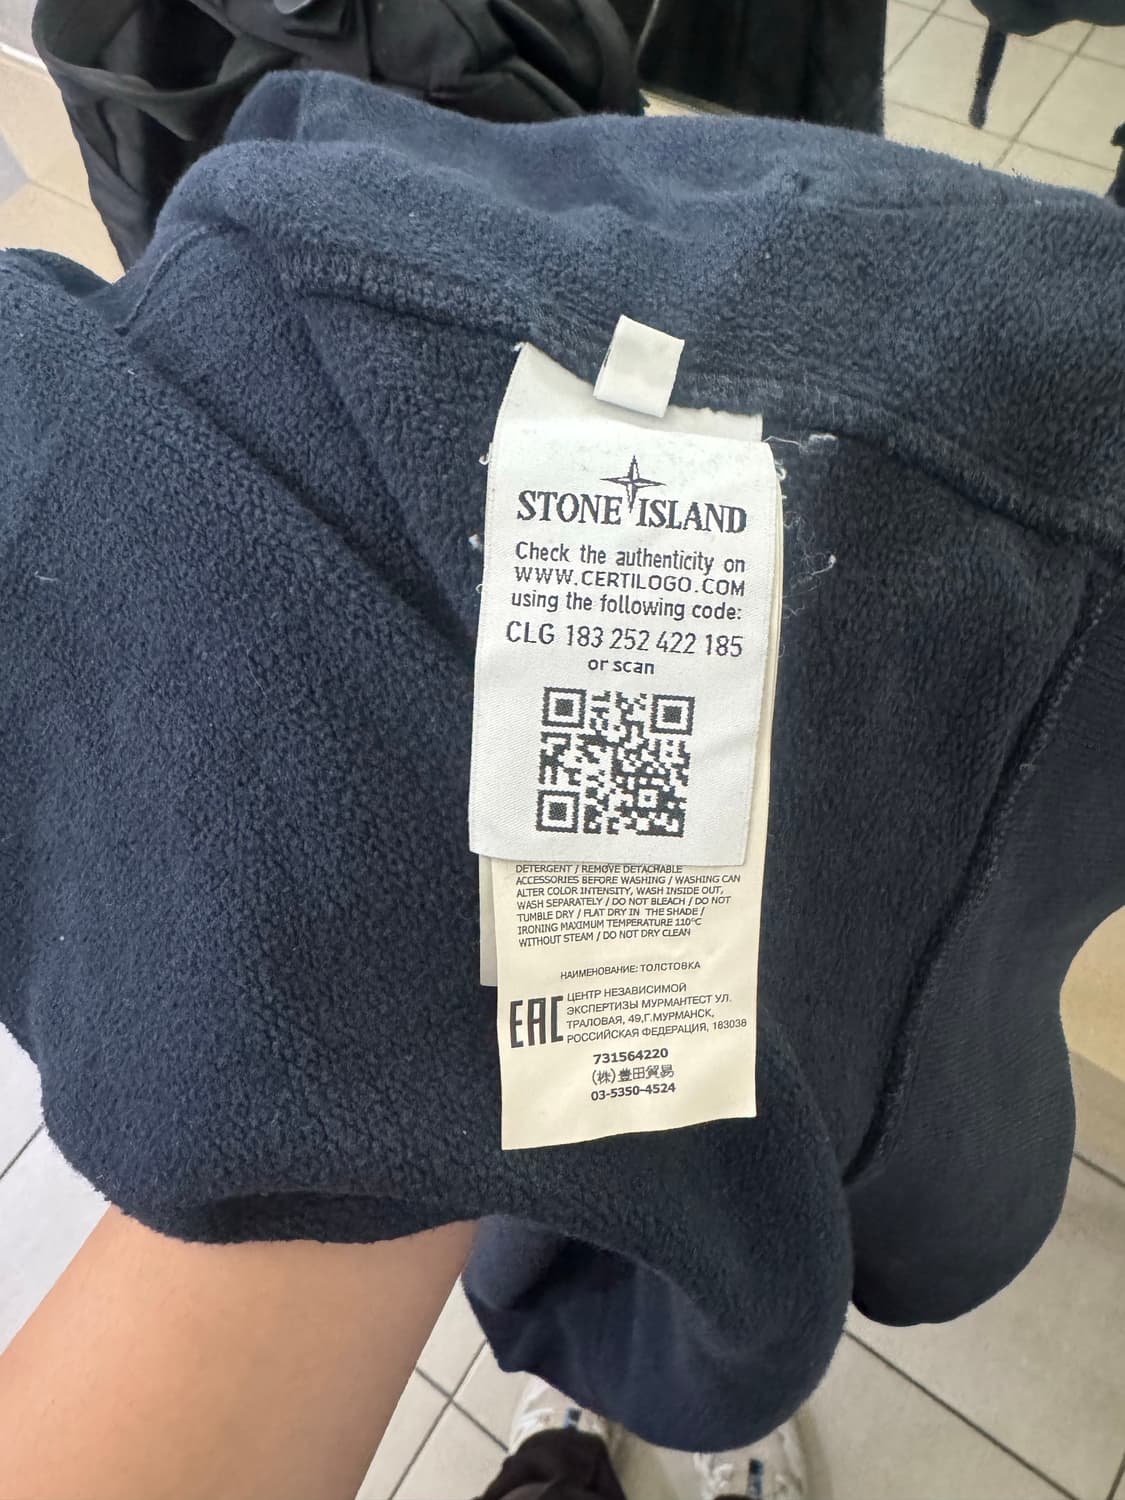 STONE ISLAND
Check the authenticity on
WWW.CERTILOGO.COM
using the following code:
CLG 183 252 422 185
or scan
DETERGENT / REMOVE DETACHABLE
ACCESSORIES BEFORE WASHING / WASHING CAN
ALTER COLOR INTENSITY, WASH INSIDE OUT,
WASH SEPARATELY / DO NOT BLEACH / DO NOT
TUMBLE DRY / FLAT DRY IN THE SHADE /
IRONING MAXIMUM TEMPERATURE 110°C
WITHOUT STEAM / DO NOT DRY CLEAN
НАИМЕНОВАНИЕ: ТОЛСТОВКА
EAC
ЦЕНТР НЕЗАВИСИМОЙ
ЭКСПЕРТИЗЫ МУРМАНТЕСТ УЛ.
ТРАЛОВАЯ, 49,Г.МУРМАНСК,
РОССИЙСКАЯ ФЕДЕРАЦИЯ, 183038
731564220
(株)豊田貿易
03-5350-4524